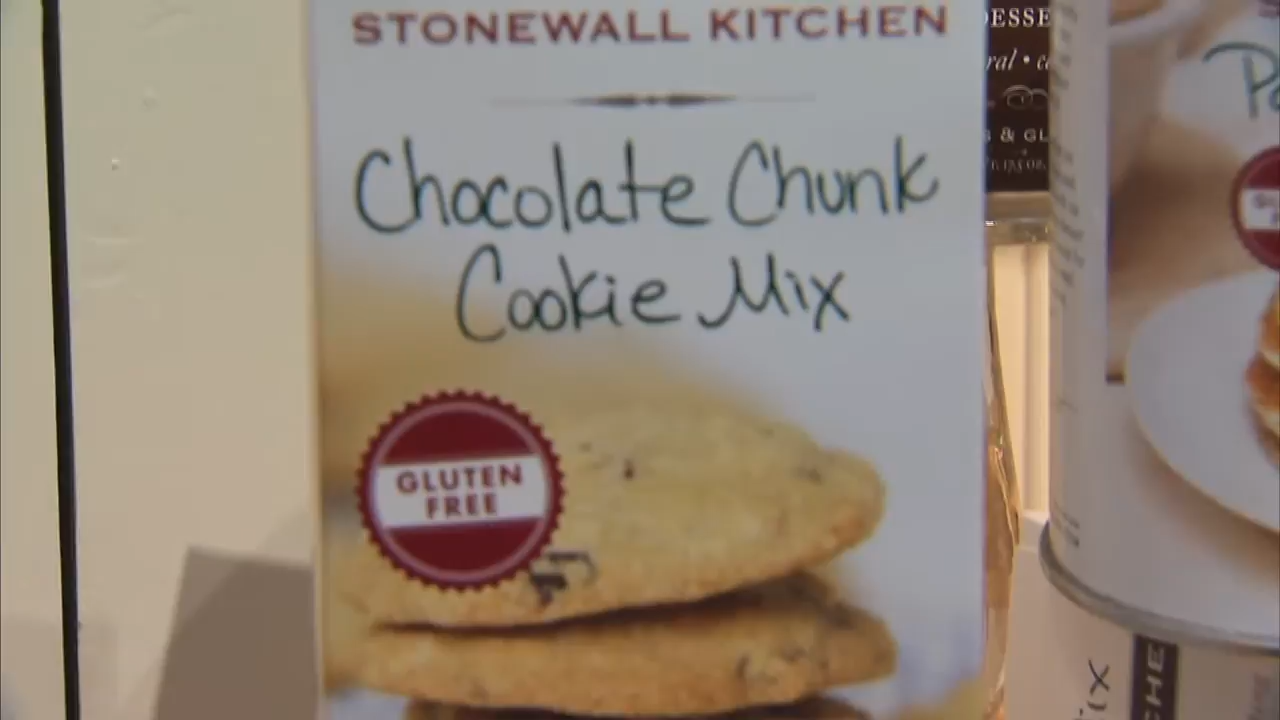 STONEWALL KITCHEN
Chocolate Chunk
Cookie Mix
GLUTEN
FREE